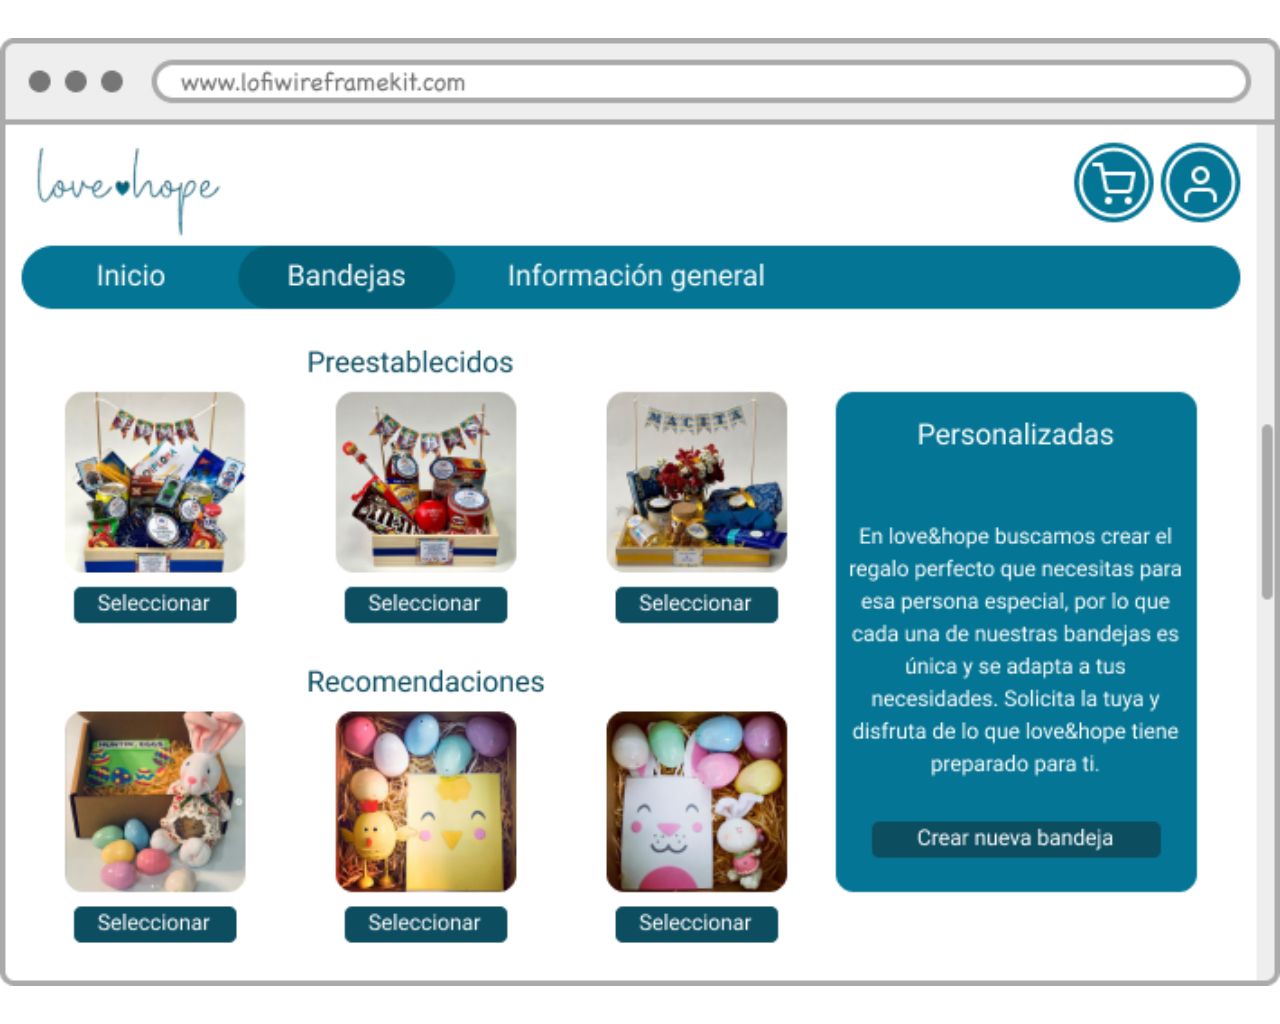 www.lofiwireframekit.com
love hope
Inicio
Bandejas
Información general
Preestablecidos
MACETA
Seleccionar
Seleccionar
Seleccionar
Personalizadas
En love&hope buscamos crear el
regalo perfecto que necesitas para
esa persona especial, por lo que
cada una de nuestras bandejas es
única y se adapta a tus
necesidades. Solicita la tuya y
disfruta de lo que love&hope tiene
preparado para ti.
Crear nueva bandeja
Recomendaciones
Seleccionar
Seleccionar
Seleccionar